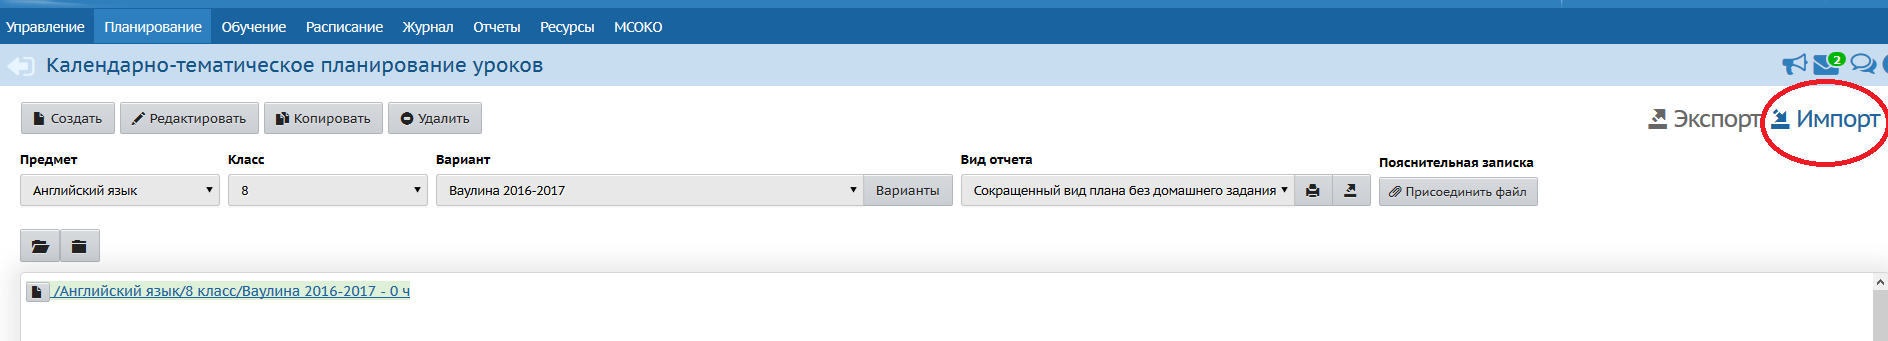 Управление Планирование Обучение Расписание Журнал Отчеты Ресурсы МСОКО
Календарно-тематическое планирование уроков 2
Создать Редактировать Копировать Удалить Экспорт Импорт
Предмет Класс Вариант Вид отчета Пояснительная записка
Английский язык 8 Ваулина 2016-2017 Варианты Сокращенный вид плана без домашнего задания Присоединить файл
/Английский язык/8 класс/Ваулина 2016-2017 - 0 ч